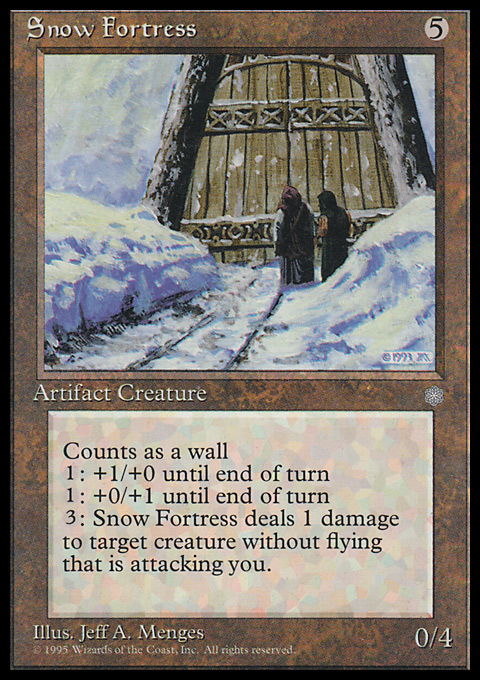 Snow Fortress 5
© 1993 JAM
Artifact Creature
Counts as a wall
1: +1/+0 until end of turn
1: +0/+1 until end of turn
3: Snow Fortress deals 1 damage
to target creature without flying
that is attacking you.
Illus. Jeff A. Menges
© 1995 Wizards of the Coast, Inc. All rights reserved.
0/4